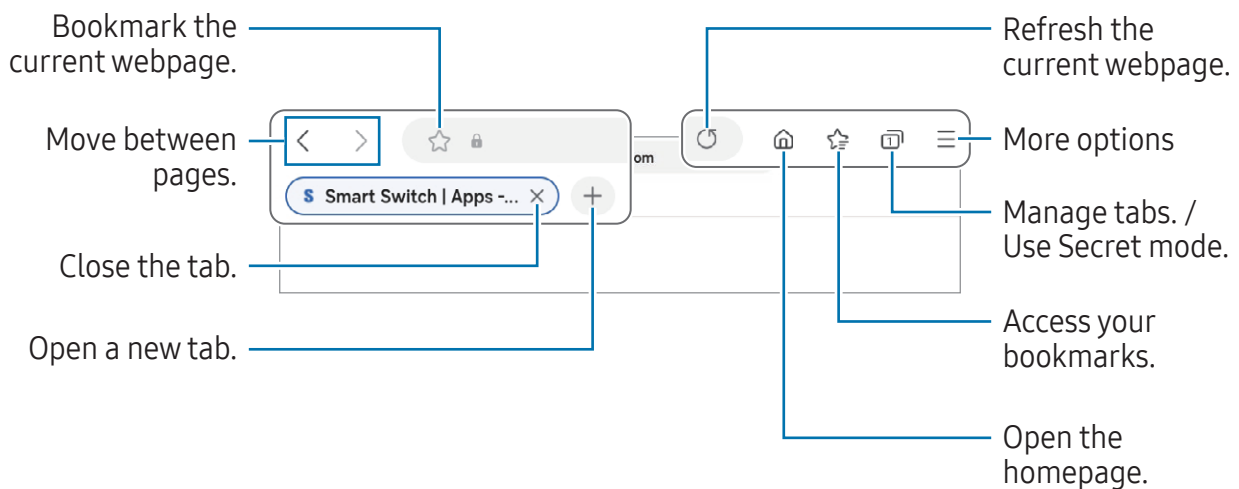 Bookmark the
current webpage.
Refresh the
current webpage.
Move between
pages.
om
1
More options
S Smart Switch | Apps -...
Manage tabs. /
Use Secret mode.
Close the tab.
Open a new tab.
Access your
bookmarks.
Open the
homepage.